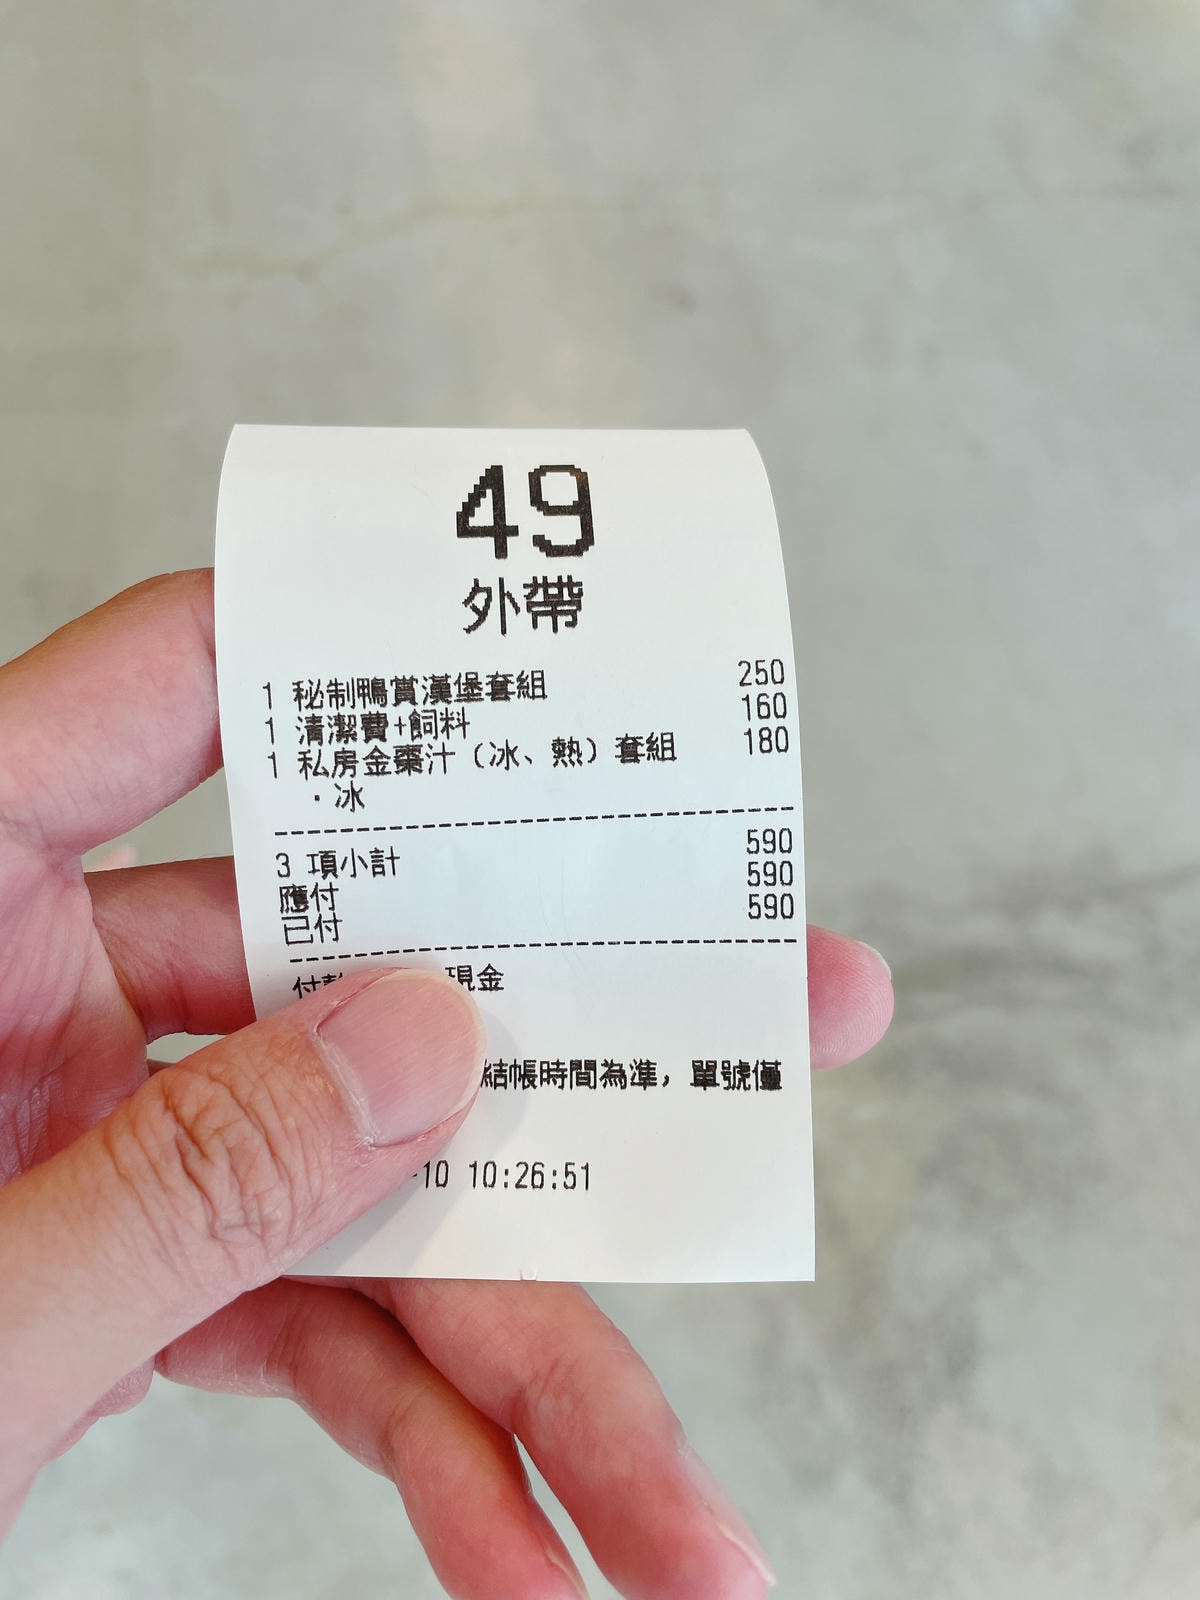 49
外帶
1 秘制鴨賞漢堡套組 250
1 清潔費+飼料 160
1 私房金棗汁（冰、熱）套組 180
・冰
3 項小計 590
應付 590
已付 590
付 現金
結帳時間為準，單號僅
-10 10:26:51